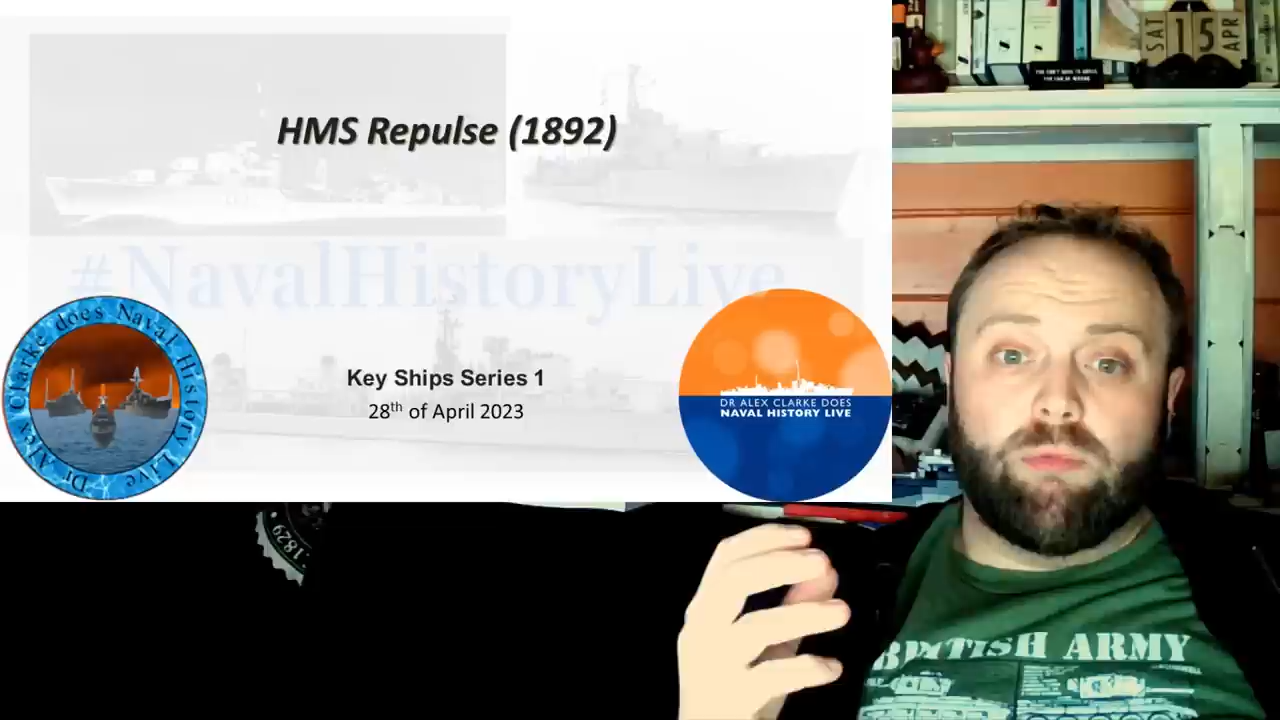 HMS Repulse (1892)
#NavalHistoryLive
Key Ships Series 1
28th of April 2023
Dr Alex Clarke does Naval History Live
DR ALEX CLARKE DOES
NAVAL HISTORY LIVE
SAT 15 APR
1829
BRITISH ARMY